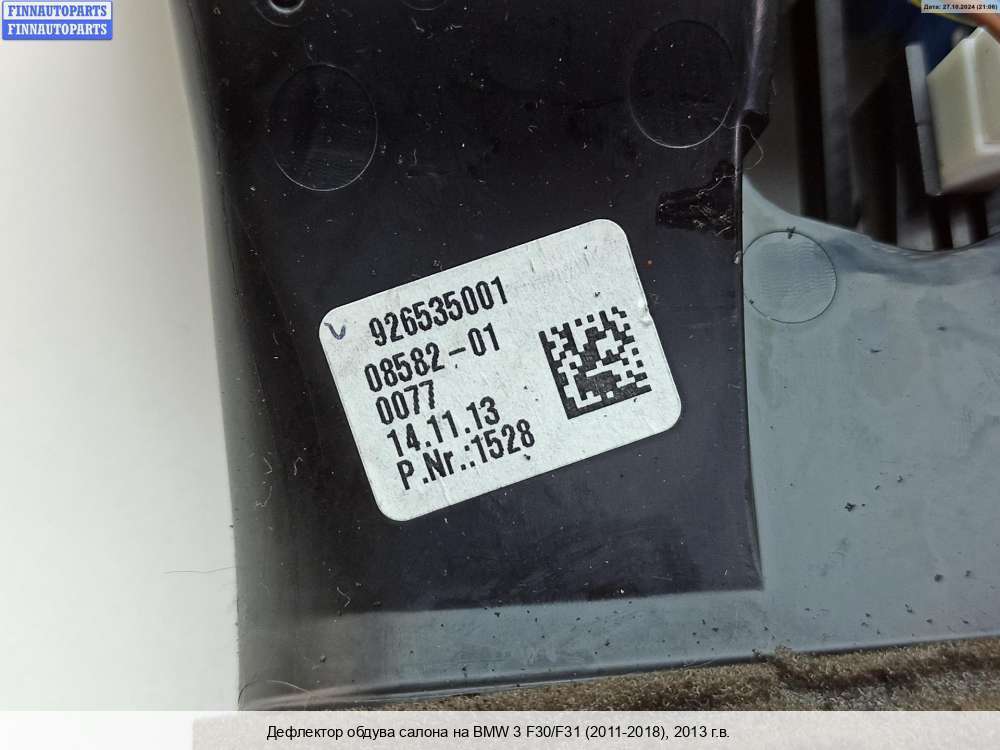 FINNAUTOPARTS
FINNAUTOPARTS
Дата: 27.10.2024 (21:06)
926535001
08582-01
0077
14.11.13
P.Nr.:1528
Дефлектор обдува салона на BMW 3 F30/F31 (2011-2018), 2013 г.в.